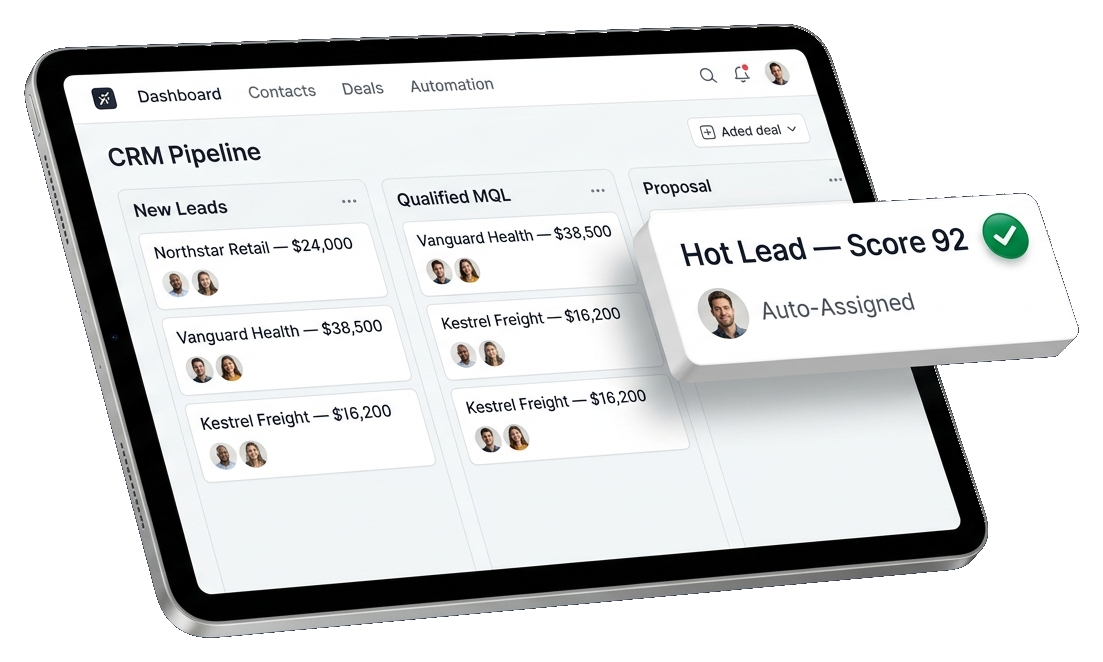 Dashboard Contacts Deals Automation
CRM Pipeline
Aded deal
New Leads
Northstar Retail — $24,000
Vanguard Health — $38,500
Kestrel Freight — $16,200
Qualified MQL
Vanguard Health — $38,500
Kestrel Freight — $16,200
Kestrel Freight — $16,200
Proposal
Hot Lead — Score 92
Auto-Assigned